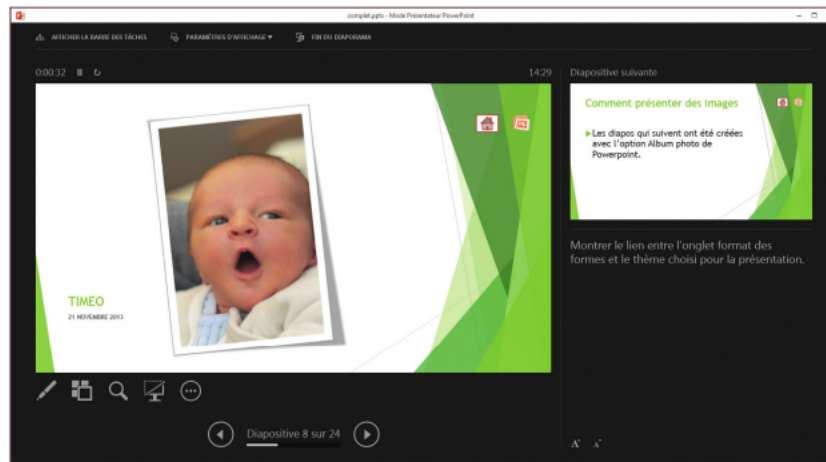 complet.pptx - Mode Présentateur PowerPoint
AFFICHER LA BARRE DES TÂCHES
PARAMÈTRES D'AFFICHAGE ▼
FIN DU DIAPORAMA
0:00:32
14:29
TIMEO
21 NOVEMBRE 2013
Diapositive 8 sur 24
Diapositive suivante
Comment présenter des images
Les diapos qui suivent ont été créées
avec l'option Album photo de
Powerpoint.
Montrer le lien entre l'onglet format des
formes et le thème choisi pour la présentation.
A A